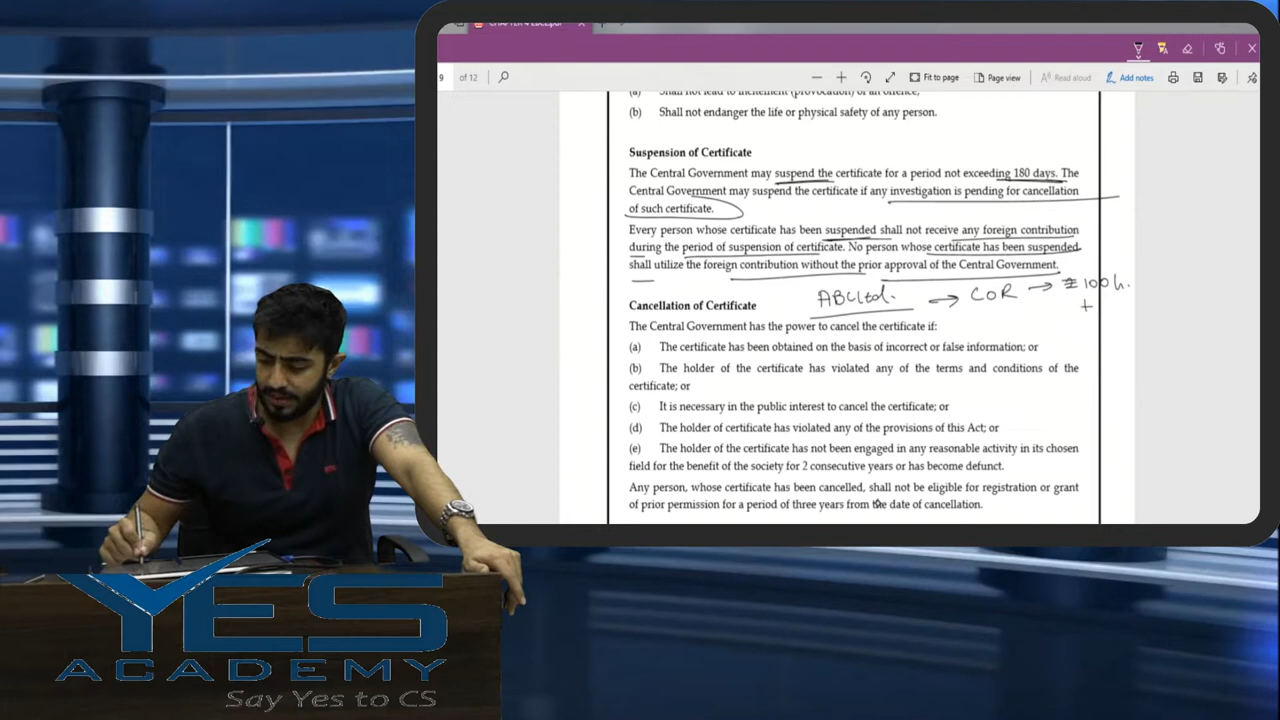 CHAPTER 4
9 of 12
Fit to page
Page view
Read aloud
Add notes
(a) Shall not lead to incitement (provocation) of an offence,
(b) Shall not endanger the life or physical safety of any person.
Suspension of Certificate
The Central Government may suspend the certificate for a period not exceeding 180 days. The
Central Government may suspend the certificate if any investigation is pending for cancellation
of such certificate.
Every person whose certificate has been suspended shall not receive any foreign contribution
during the period of suspension of certificate. No person whose certificate has been suspended
shall utilize the foreign contribution without the prior approval of the Central Government.
ABC Ltd. → COR →
+
Cancellation of Certificate
The Central Government has the power to cancel the certificate if:
(a) The certificate has been obtained on the basis of incorrect or false information; or
(b) The holder of the certificate has violated any of the terms and conditions of the
certificate; or
(c) It is necessary in the public interest to cancel the certificate; or
(d) The holder of certificate has violated any of the provisions of this Act; or
(e) The holder of the certificate has not been engaged in any reasonable activity in its chosen
field for the benefit of the society for 2 consecutive years or has become defunct.
Any person, whose certificate has been cancelled, shall not be eligible for registration or grant
of prior permission for a period of three years from the date of cancellation.
YES
ACADEMY
Say Yes to CS